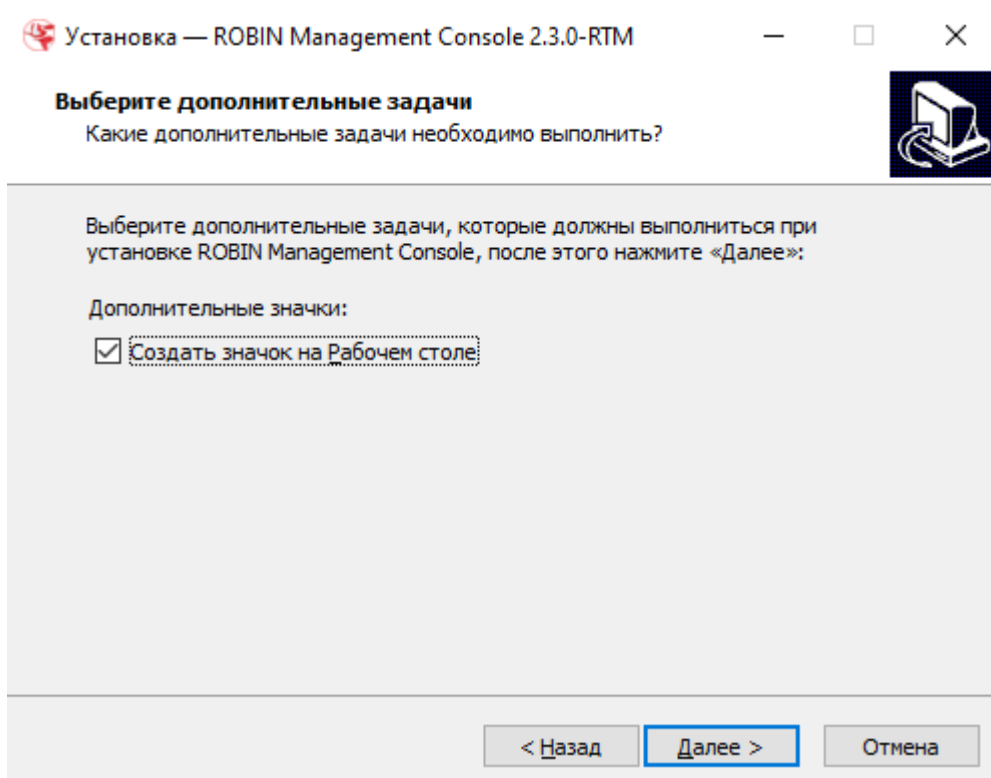 Установка — ROBIN Management Console 2.3.0-RTM
Выберите дополнительные задачи
Какие дополнительные задачи необходимо выполнить?
Выберите дополнительные задачи, которые должны выполниться при
установке ROBIN Management Console, после этого нажмите «Далее»:
Дополнительные значки:
Создать значок на Рабочем столе
< Назад
Далее >
Отмена